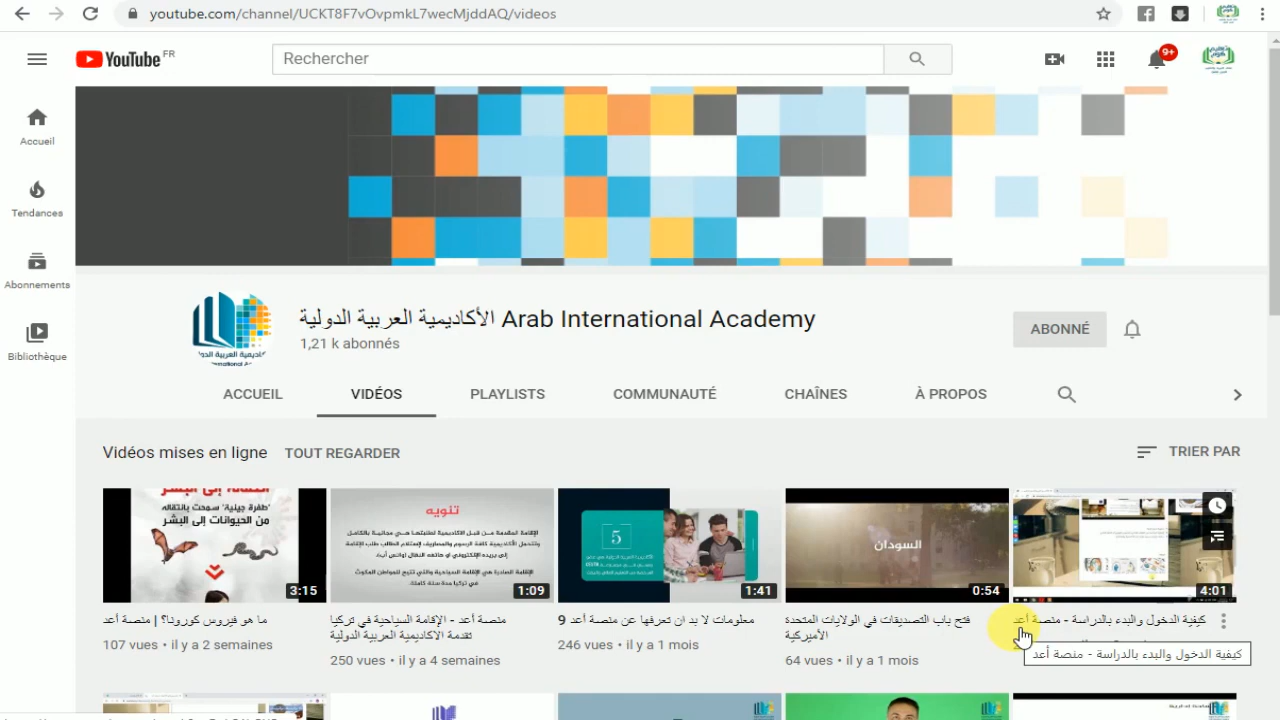 youtube.com/channel/UCKT8F7vOvpmkL7wecMjddAQ/videos
YouTube FR
Rechercher
9+
Accueil
Tendances
Abonnements
Bibliothèque
الأكاديمية العربية الدولية Arab International Academy
1,21 k abonnés
ABONNÉ
ACCUEIL VIDÉOS PLAYLISTS COMMUNAUTÉ CHAÎNES À PROPOS
Vidéos mises en ligne TOUT REGARDER TRIER PAR
"طفرة جينية" سمحت بانتقاله
من الحيوانات إلى البشر
3:15
ما هو فيروس كورونا؟ | منصة أعد
107 vues • il y a 2 semaines
تنويه
1:09
منصة أعد - الإقامة السياحية في تركيا
تقدمة الاكاديمية العربية الدولية
250 vues • il y a 4 semaines
5
1:41
9 معلومات لا بد ان تعرفها عن منصة أعد
246 vues • il y a 1 mois
السودان
0:54
فتح باب التصديقات في الولايات المتحدة
الأميركية
64 vues • il y a 1 mois
4:01
كيفية الدخول والبدء بالدراسة - منصة أعد
كيفية الدخول والبدء بالدراسة - منصة أعد